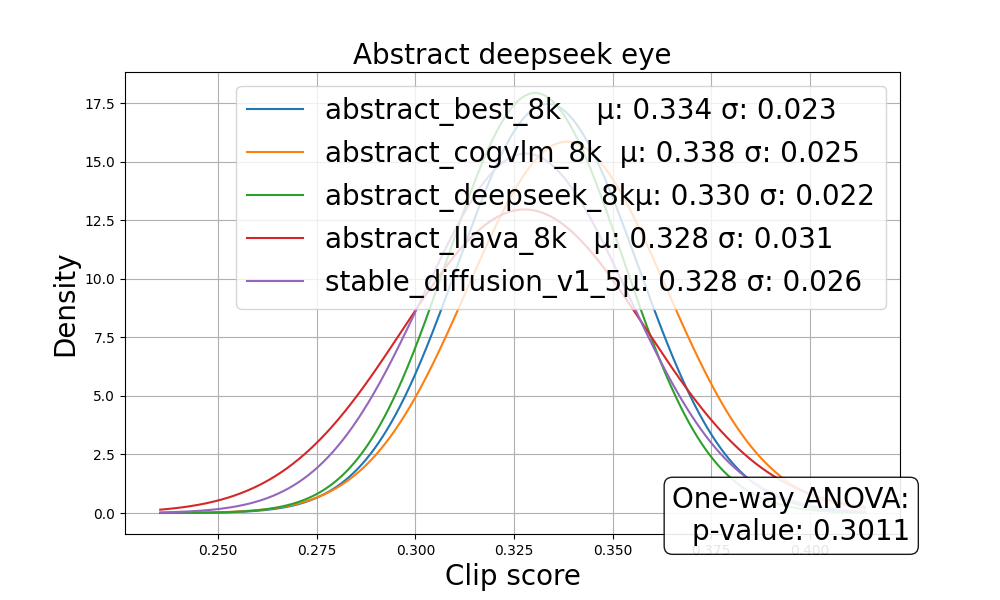 Abstract deepseek eye
17.5
15.0
12.5
10.0
7.5
5.0
2.5
0.0
Density
abstract_best_8k μ: 0.334 σ: 0.023
abstract_cogvlm_8k μ: 0.338 σ: 0.025
abstract_deepseek_8kμ: 0.330 σ: 0.022
abstract_llava_8k μ: 0.328 σ: 0.031
stable_diffusion_v1_5μ: 0.328 σ: 0.026
One-way ANOVA:
p-value: 0.3011
0.250 0.275 0.300 0.325 0.350 0.375 0.400
Clip score